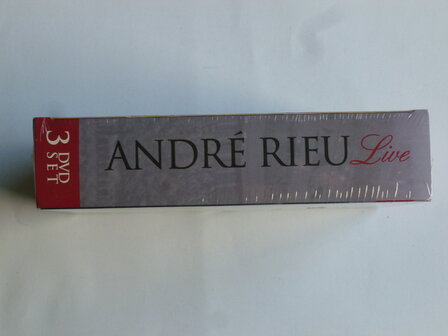 3 DVD
SET
ANDRÉ RIEU Live